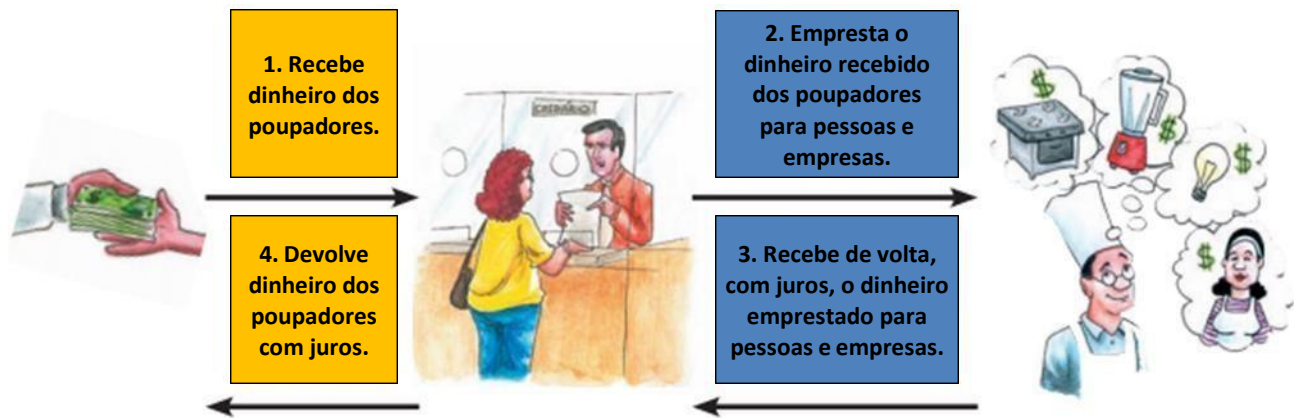 1. Recebe
dinheiro dos
poupadores.
2. Empresta o
dinheiro recebido
dos poupadores
para pessoas e
empresas.
CREDIÁRIO
$
$
$
$
3. Recebe de volta,
com juros, o dinheiro
emprestado para
pessoas e empresas.
4. Devolve
dinheiro dos
poupadores
com juros.